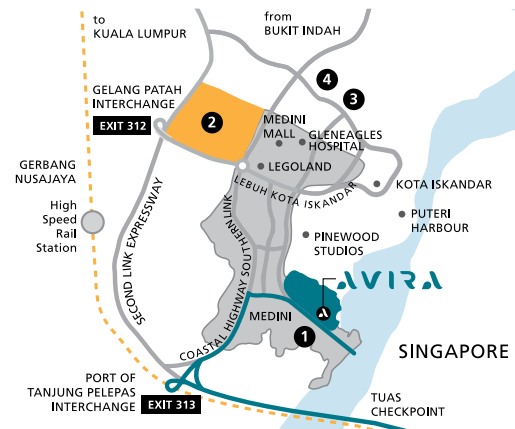 to
KUALA LUMPUR
from
BUKIT INDAH
4
GELANG PATAH
INTERCHANGE
3
EXIT 312
2
MEDINI
MALL
GLENEAGLES
HOSPITAL
LEGOLAND
GERBANG
NUSAJAYA
LEBUH KOTA ISKANDAR
KOTA ISKANDAR
High
Speed
Rail
Station
PUTERI
HARBOUR
SECOND LINK EXPRESSWAY
COASTAL HIGHWAY SOUTHERN LINK
PINEWOOD
STUDIOS
AVIRA
MEDINI
1
SINGAPORE
PORT OF
TANJUNG PELEPAS
INTERCHANGE
EXIT 313
TUAS
CHECKPOINT